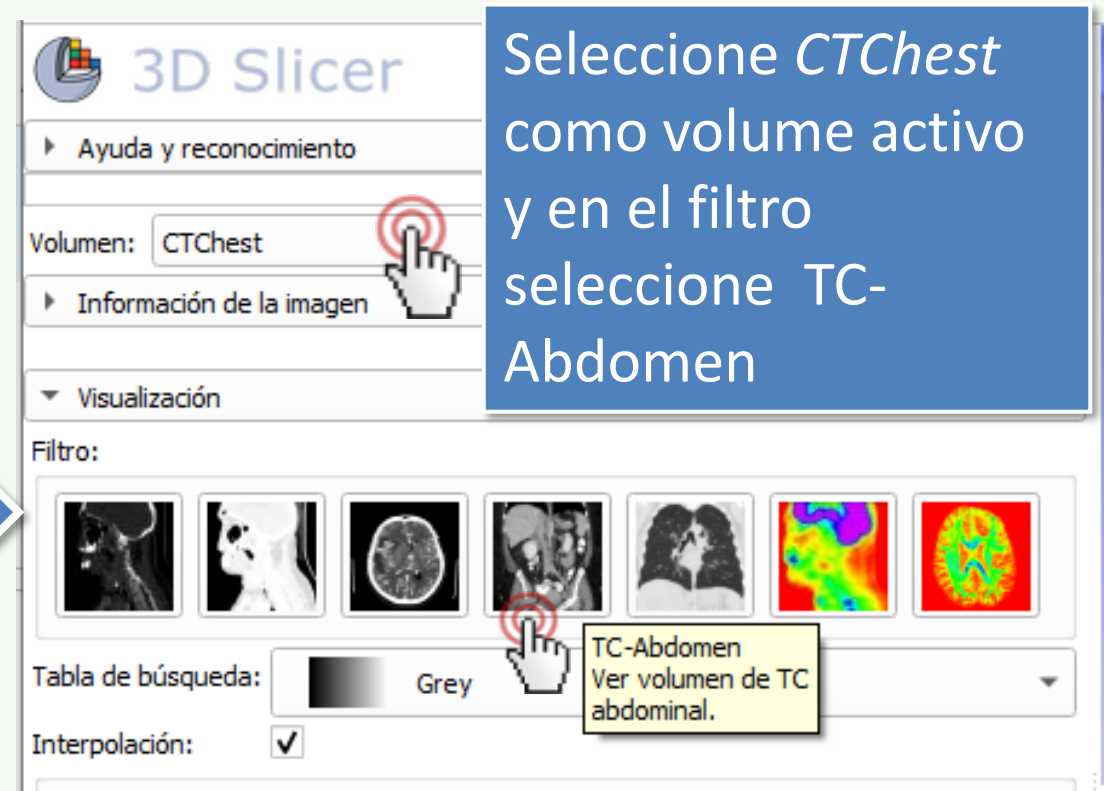 3D Slicer
Seleccione CTChest
como volume activo
y en el filtro
seleccione TC-
Abdomen
Ayuda y reconocimiento
Volumen: CTChest
Información de la imagen
Visualización
Filtro:
TC-Abdomen
Ver volumen de TC
abdominal.
Tabla de búsqueda: Grey
Interpolación: